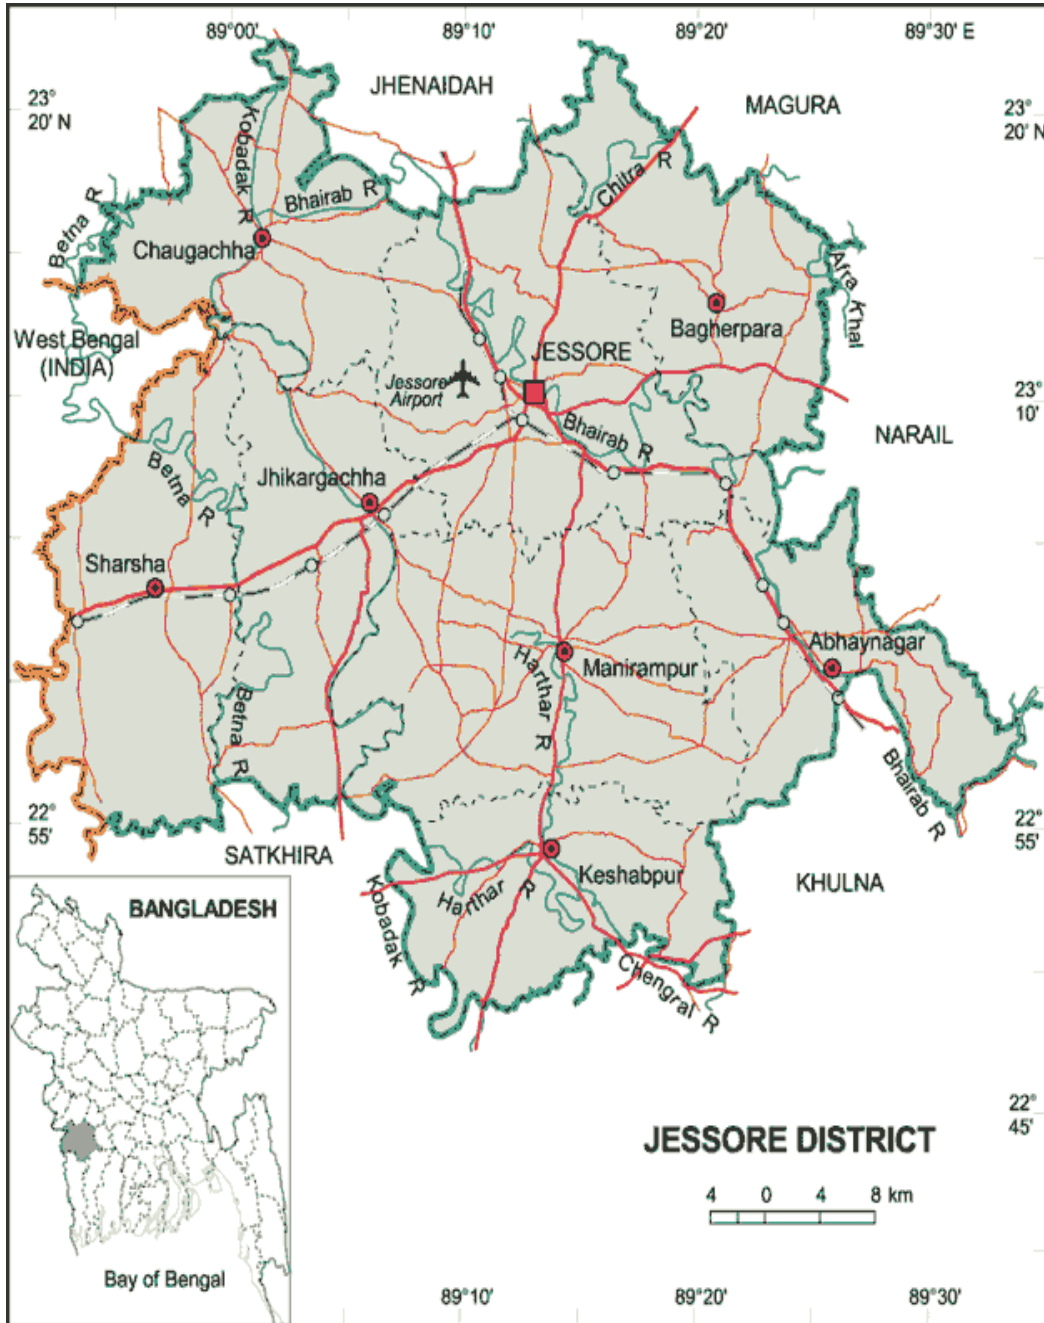 89°00'
89°10'
89°20'
89°30' E
JHENAIDAH
MAGURA
23°
20' N
23°
20' N
Kobadak R
Bhairab R
Chitra R
Betna R
Chaugachha
Afra Khal
Bagherpara
West Bengal
(INDIA)
JESSORE
Jessore
Airport
23°
10'
Bhairab R
NARAIL
Betna R
Jhikargachha
Sharsha
Abhaynagar
Harthar R
Manirampur
Betna R
Bhairab R
22°
55'
22°
55'
SATKHIRA
Keshabpur
KHULNA
Kobadak R
Harthar R
Chengral R
BANGLADESH
22°
45'
JESSORE DISTRICT
4 0 4 8 km
Bay of Bengal
89°10'
89°20'
89°30'